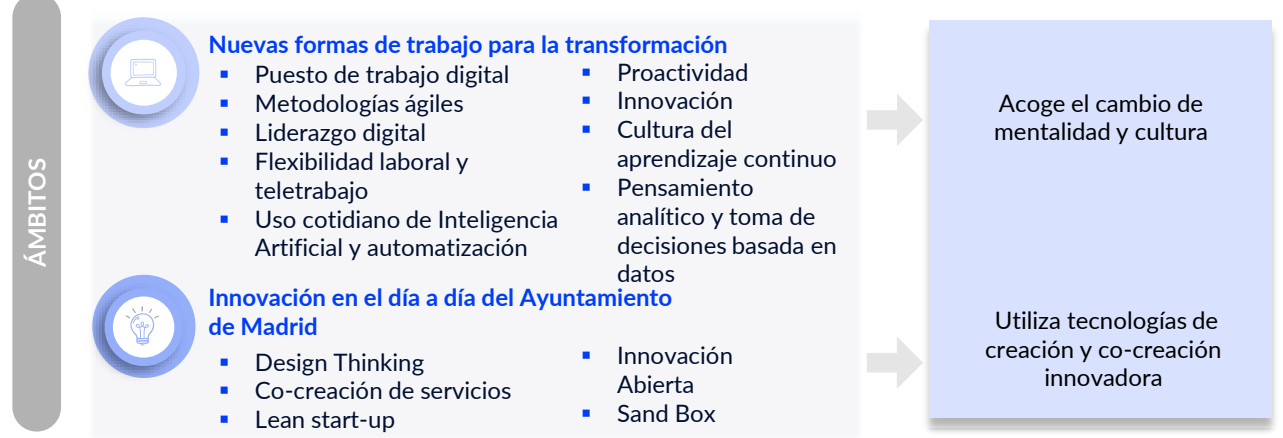 ÁMBITOS
Nuevas formas de trabajo para la transformación
▪ Puesto de trabajo digital
▪ Metodologías ágiles
▪ Liderazgo digital
▪ Flexibilidad laboral y
teletrabajo
▪ Uso cotidiano de Inteligencia
Artificial y automatización
▪ Proactividad
▪ Innovación
▪ Cultura del
aprendizaje continuo
▪ Pensamiento
analítico y toma de
decisiones basada en
datos
Acoge el cambio de
mentalidad y cultura
Innovación en el día a día del Ayuntamiento
de Madrid
▪ Design Thinking
▪ Co-creación de servicios
▪ Lean start-up
▪ Innovación
Abierta
▪ Sand Box
Utiliza tecnologías de
creación y co-creación
innovadora